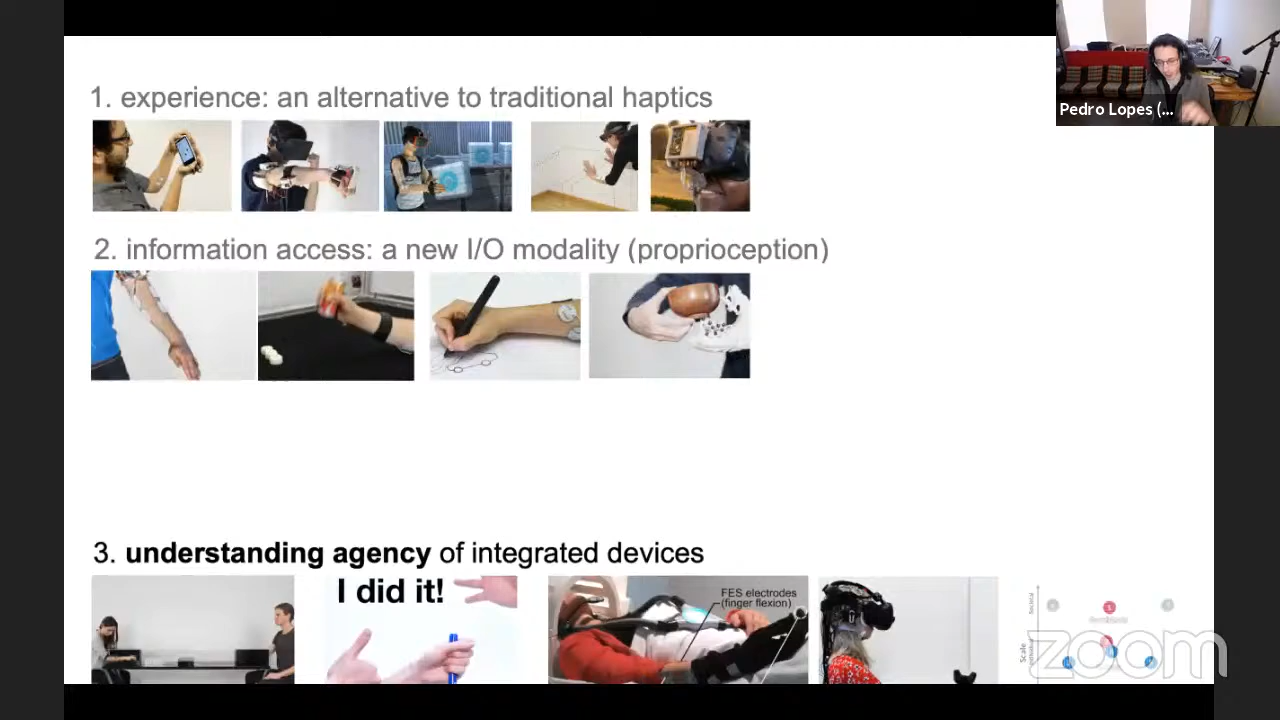 1. experience: an alternative to traditional haptics
Pedro Lopes (...
2. information access: a new I/O modality (proprioception)
3. understanding agency of integrated devices
I did it!
FES electrodes
(finger flexion)
Scale
zoom